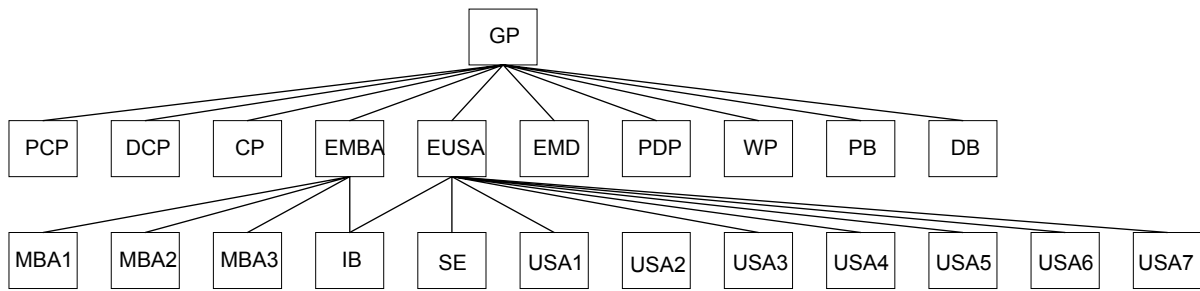 GP
PCP DCP CP EMBA EUSA EMD PDP WP PB DB
MBA1 MBA2 MBA3 IB SE USA1 USA2 USA3 USA4 USA5 USA6 USA7